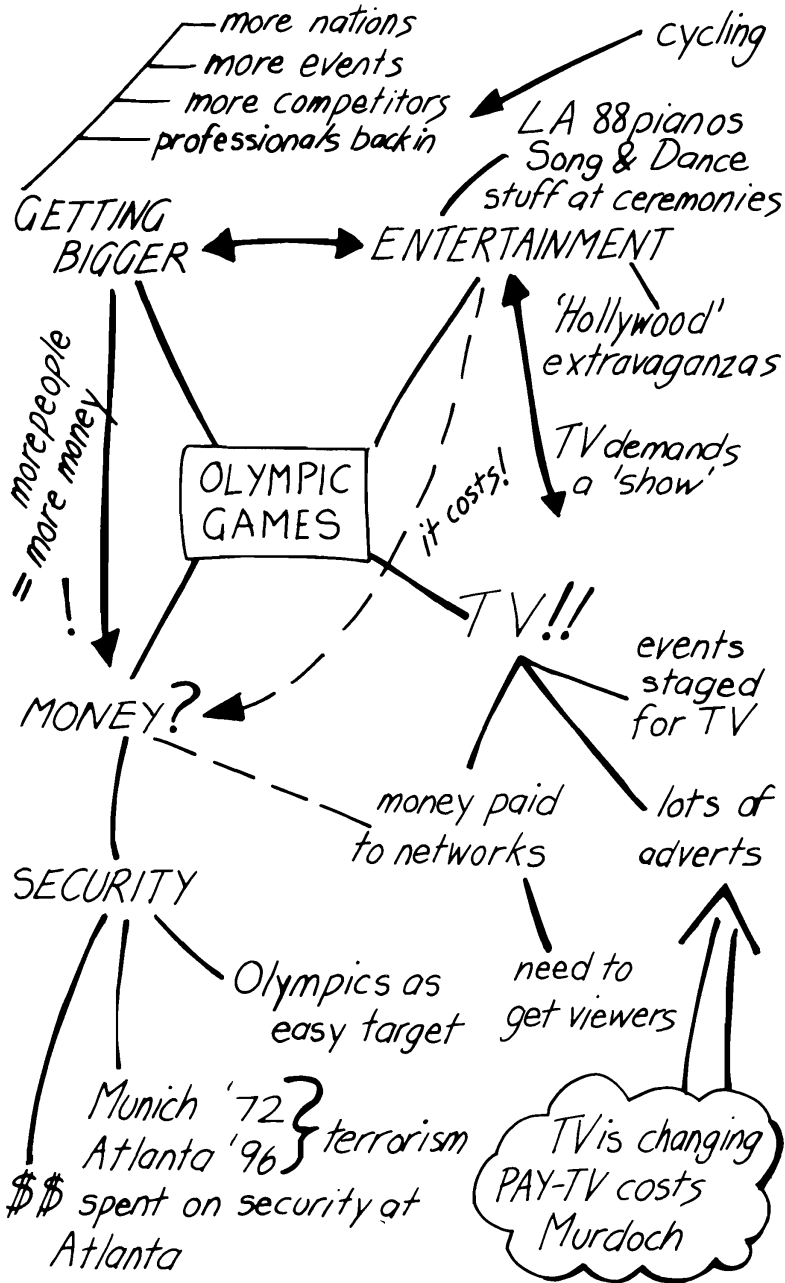 more nations
more events
more competitors
professionals back in
cycling
LA 88 pianos
Song & Dance
stuff at ceremonies
GETTING
BIGGER
ENTERTAINMENT
'Hollywood'
extravaganzas
more people
= more money
!
TV demands
a 'show'
OLYMPIC
GAMES
it costs!
TV!!
events
staged
for TV
MONEY?
money paid
to networks
lots of
adverts
SECURITY
Olympics as
easy target
need to
get viewers
Munich '72
Atlanta '96
} terrorism
$$ spent on security at
Atlanta
TV is changing
PAY-TV costs
Murdoch